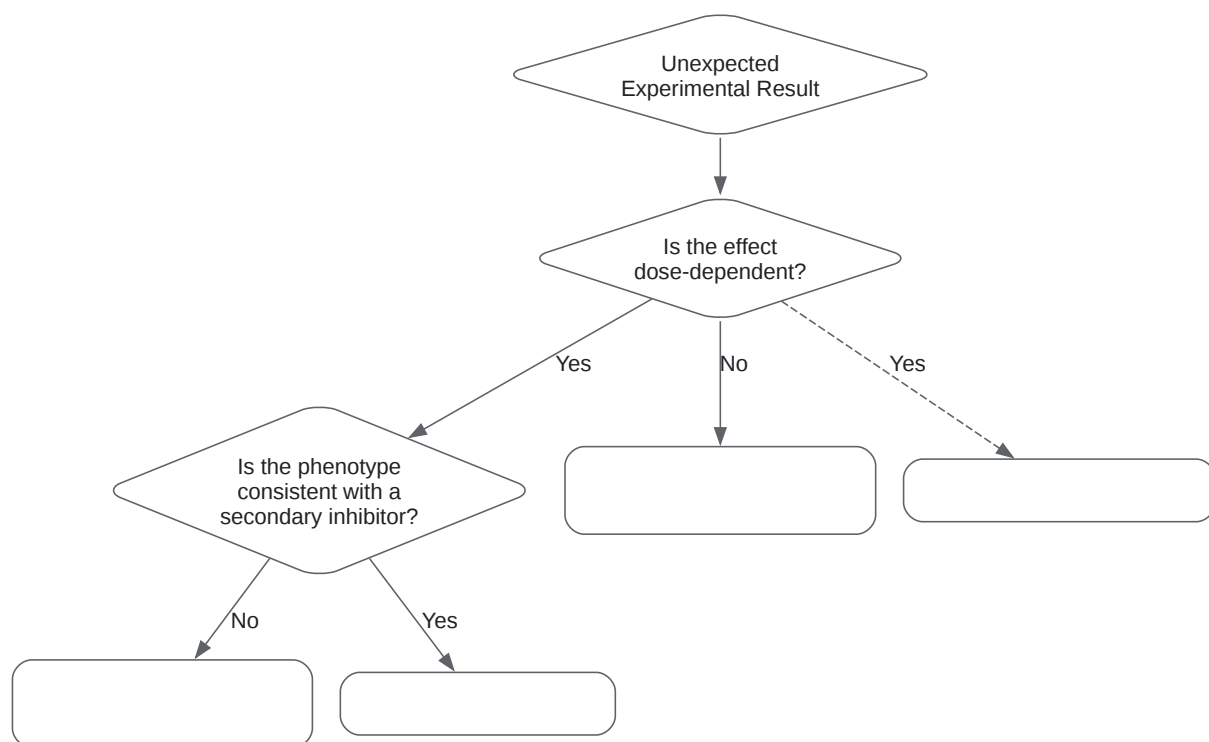 Unexpected
Experimental Result
Is the effect
dose-dependent?
Yes
No
Yes
Is the phenotype
consistent with a
secondary inhibitor?
No
Yes